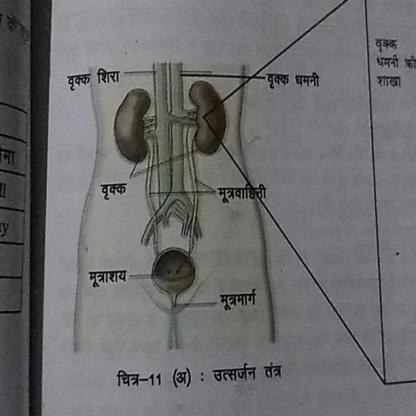 वृक्क शिरा
वृक्क धमनी
वृक्क
धमनी की
शाखा
वृक्क
मूत्रवाहिनी
मूत्राशय
मूत्रमार्ग
चित्र-11 (अ) : उत्सर्जन तंत्र